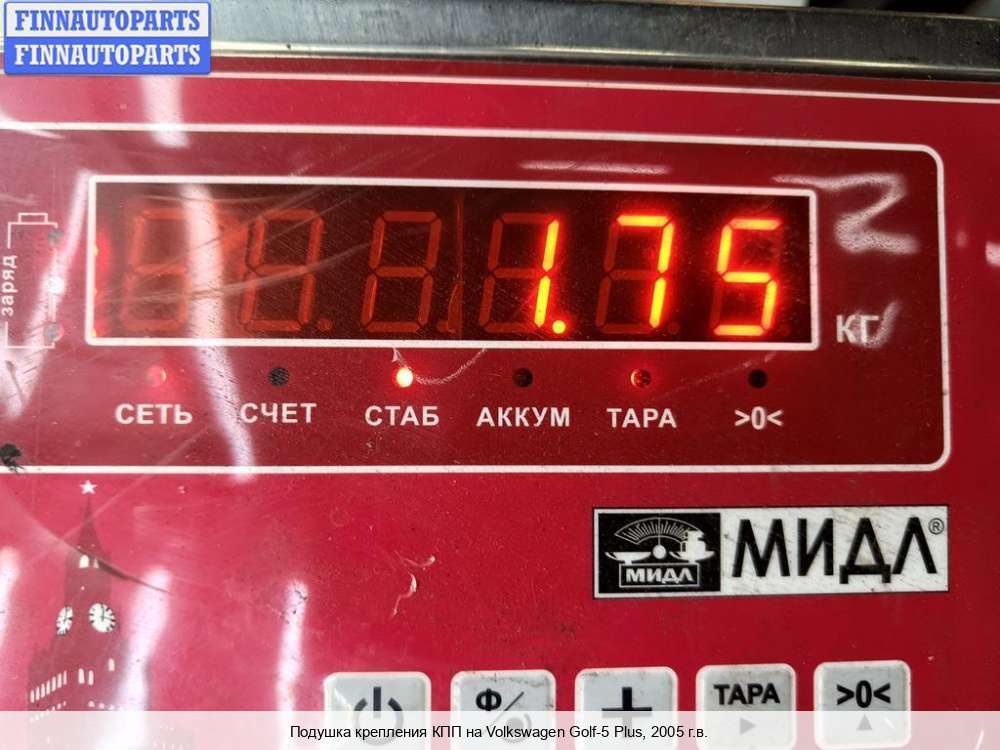 FINNAUTOPARTS
FINNAUTOPARTS
1.75
заряд
КГ
СЕТЬ СЧЕТ СТАБ АККУМ ТАРА >0<
МИДЛ МИДЛ®
Ф/ + ТАРА >0<
Подушка крепления КПП на Volkswagen Golf-5 Plus, 2005 г.в.